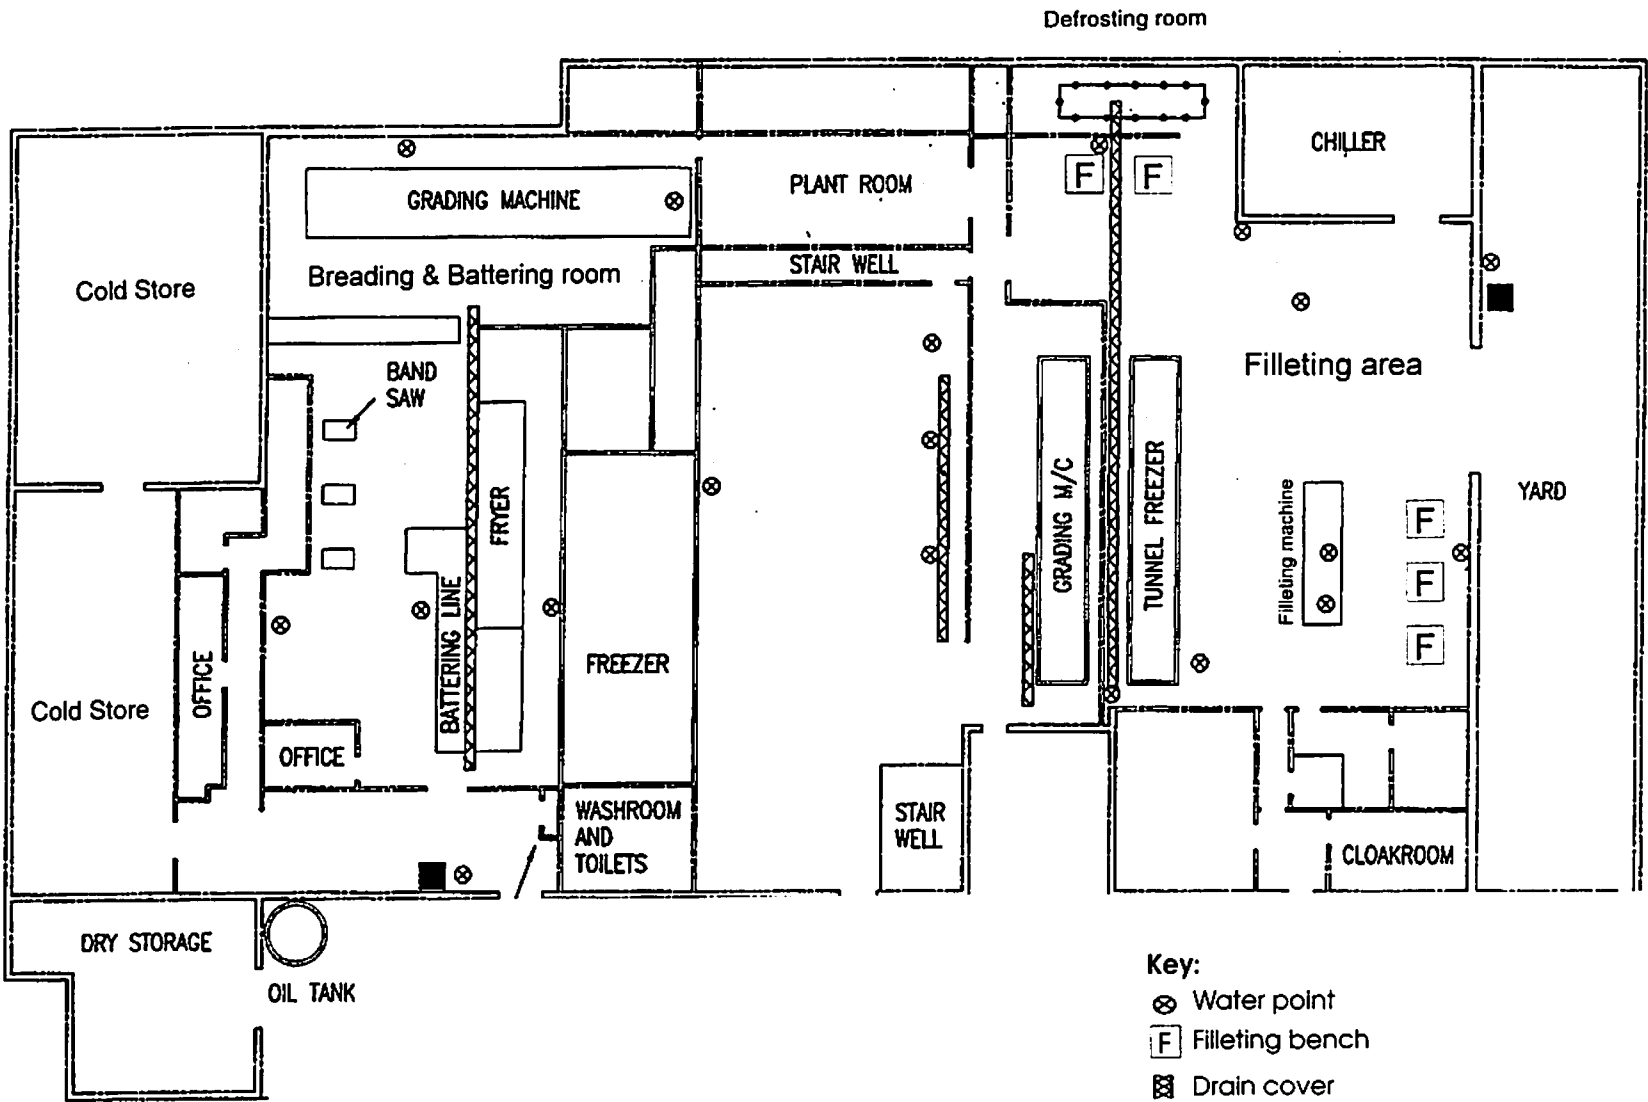 Defrosting room
CHILLER
GRADING MACHINE
PLANT ROOM
F
F
STAIR WELL
Breading & Battering room
Cold Store
BAND
SAW
Filleting area
FRYER
GRADING M/C
TUNNEL FREEZER
Filleting machine
F
F
F
YARD
BATTERING LINE
OFFICE
FREEZER
Cold Store
OFFICE
WASHROOM
AND
TOILETS
STAIR
WELL
CLOAKROOM
DRY STORAGE
OIL TANK
Key:
Water point
F Filleting bench
Drain cover